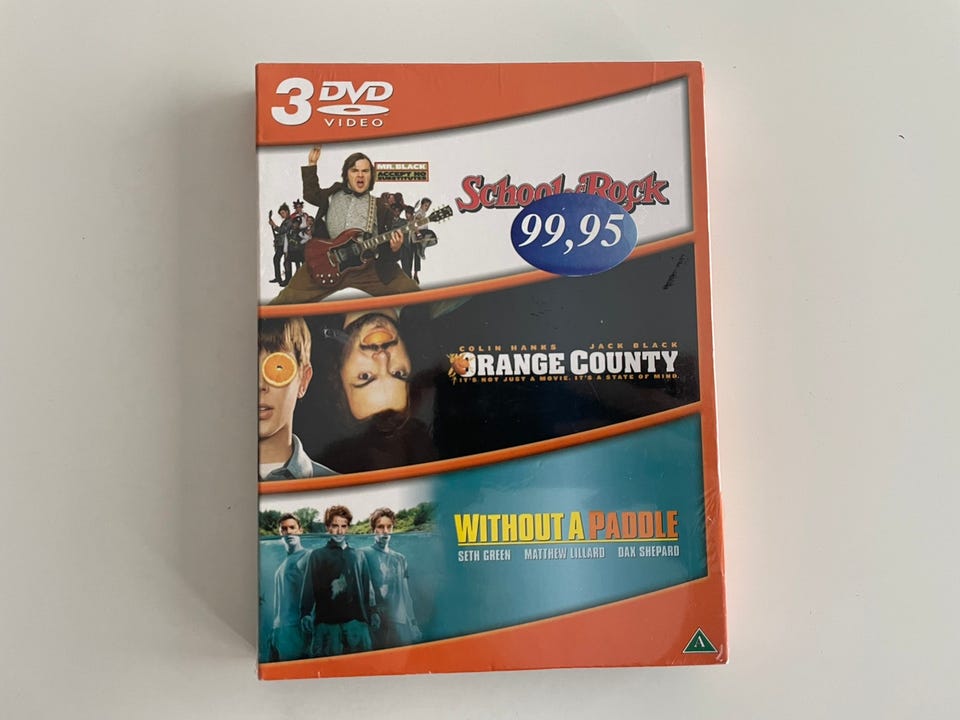 3 DVD
VIDEO
MR. BLACK
ACCEPT NO
SUBSTITUTES
School of Rock
99,95
COLIN HANKS JACK BLACK
ORANGE COUNTY
IT'S NOT JUST A MOVIE. IT'S A STATE OF MIND.
WITHOUT A PADDLE
SETH GREEN MATTHEW LILLARD DAX SHEPARD
A